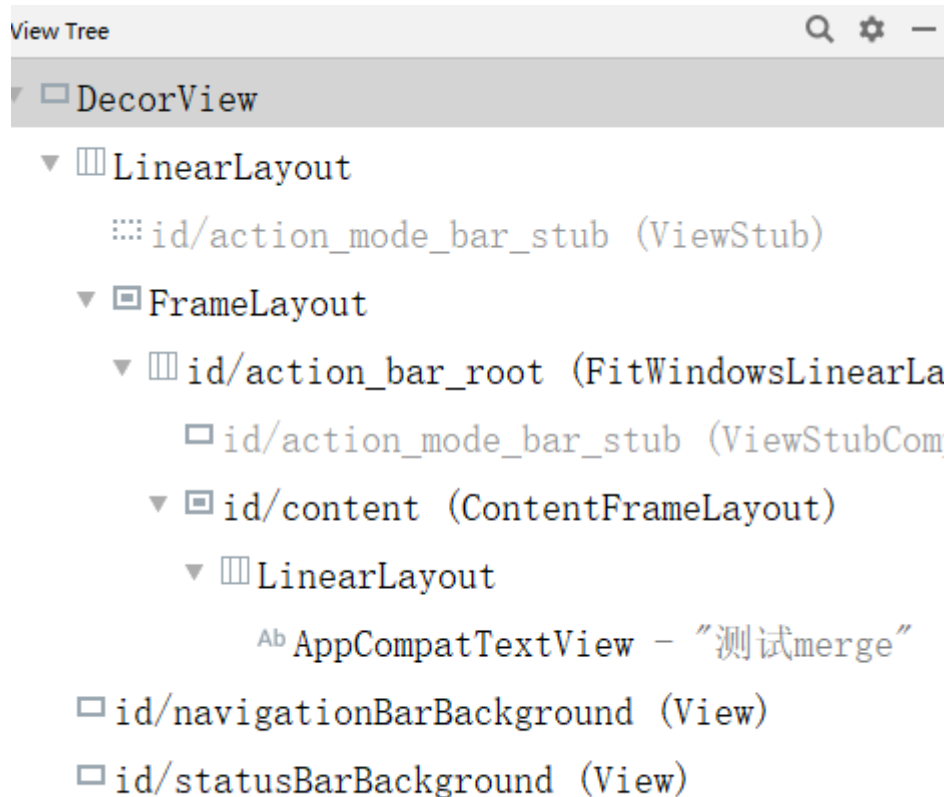 View Tree
DecorView
LinearLayout
id/action_mode_bar_stub (ViewStub)
FrameLayout
id/action_bar_root (FitWindowsLinearLa
id/action_mode_bar_stub (ViewStubCom
id/content (ContentFrameLayout)
LinearLayout
Ab AppCompatTextView - "测试merge"
id/navigationBarBackground (View)
id/statusBarBackground (View)